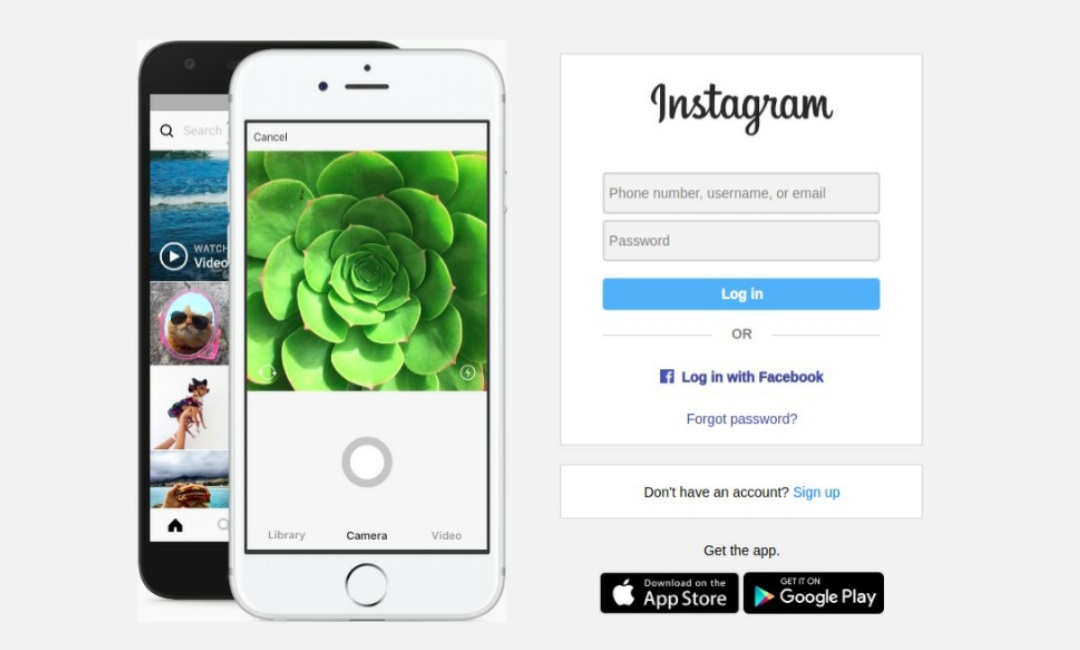 Search
WATCH
Video
Cancel
Library Camera Video
Instagram
Phone number, username, or email
Password
Log in
OR
Log in with Facebook
Forgot password?
Don't have an account? Sign up
Get the app.
Download on the
App Store
GET IT ON
Google Play